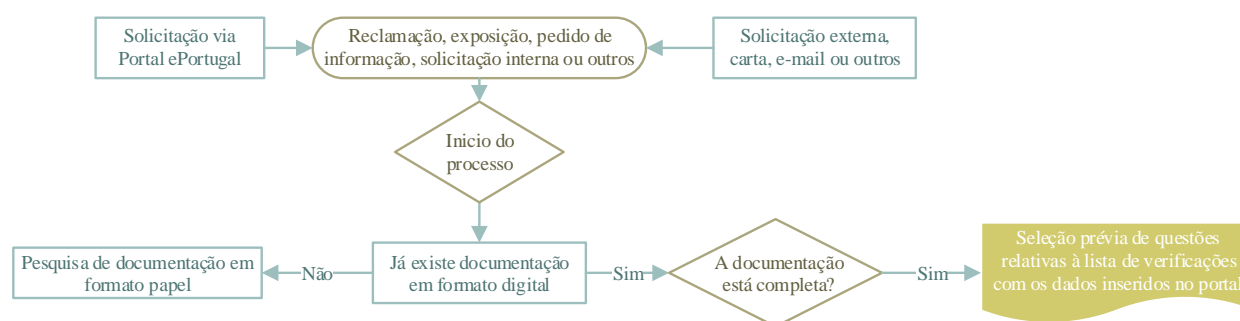 Solicitação via
Portal ePortugal
Reclamação, exposição, pedido de
informação, solicitação interna ou outros
Solicitação externa,
carta, e-mail ou outros
Inicio do
processo
Pesquisa de documentação em
formato papel
Não
Já existe documentação
em formato digital
Sim
A documentação
está completa?
Sim
Seleção prévia de questões
relativas à lista de verificações
com os dados inseridos no portal